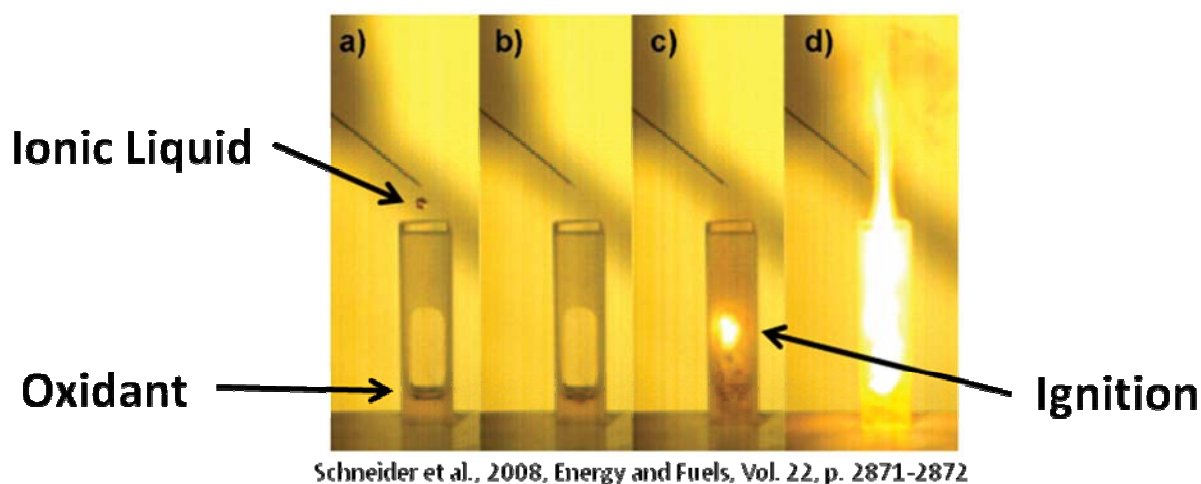 a) b) c) d)
Ionic Liquid
Oxidant
Ignition
Schneider et al., 2008, Energy and Fuels, Vol. 22, p. 2871-2872